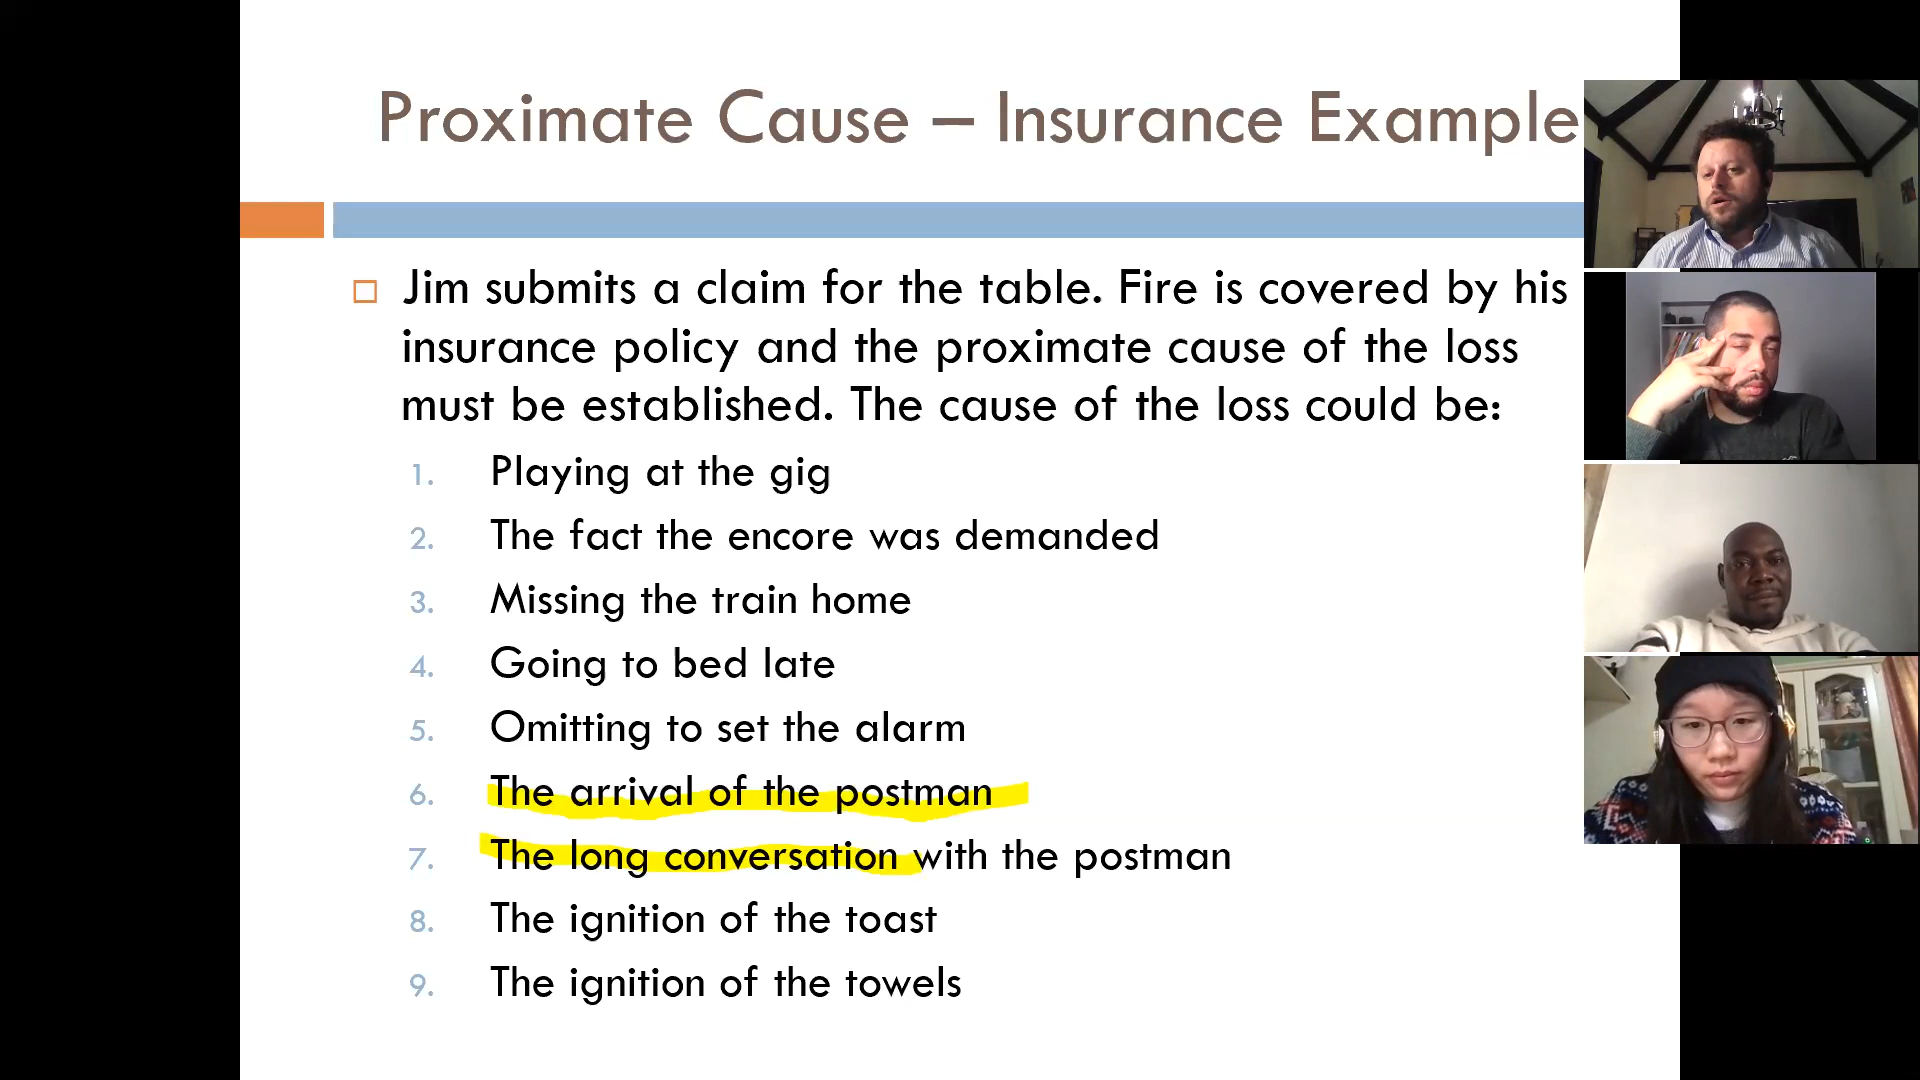 Proximate Cause – Insurance Example
Jim submits a claim for the table. Fire is covered by his
insurance policy and the proximate cause of the loss
must be established. The cause of the loss could be:
1. Playing at the gig
2. The fact the encore was demanded
3. Missing the train home
4. Going to bed late
5. Omitting to set the alarm
6. The arrival of the postman
7. The long conversation with the postman
8. The ignition of the toast
9. The ignition of the towels